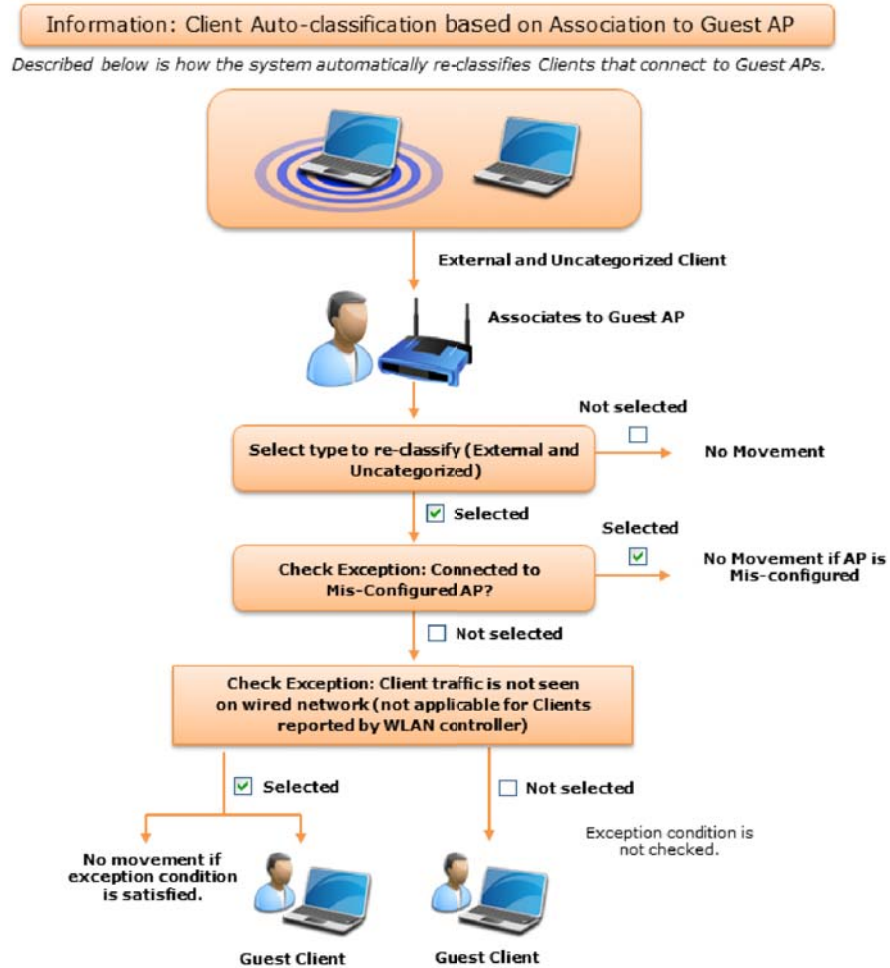 Information: Client Auto-classification based on Association to Guest AP
Described below is how the system automatically re-classifies Clients that connect to Guest APs.
External and Uncategorized Client
Associates to Guest AP
Not selected
Select type to re-classify (External and
Uncategorized)
No Movement
Selected
Selected
Check Exception: Connected to
Mis-Configured AP?
No Movement if AP is
Mis-configured
Not selected
Check Exception: Client traffic is not seen
on wired network (not applicable for Clients
reported by WLAN controller)
Selected
Not selected
Exception condition is
not checked.
No movement if
exception condition
is satisfied.
Guest Client
Guest Client